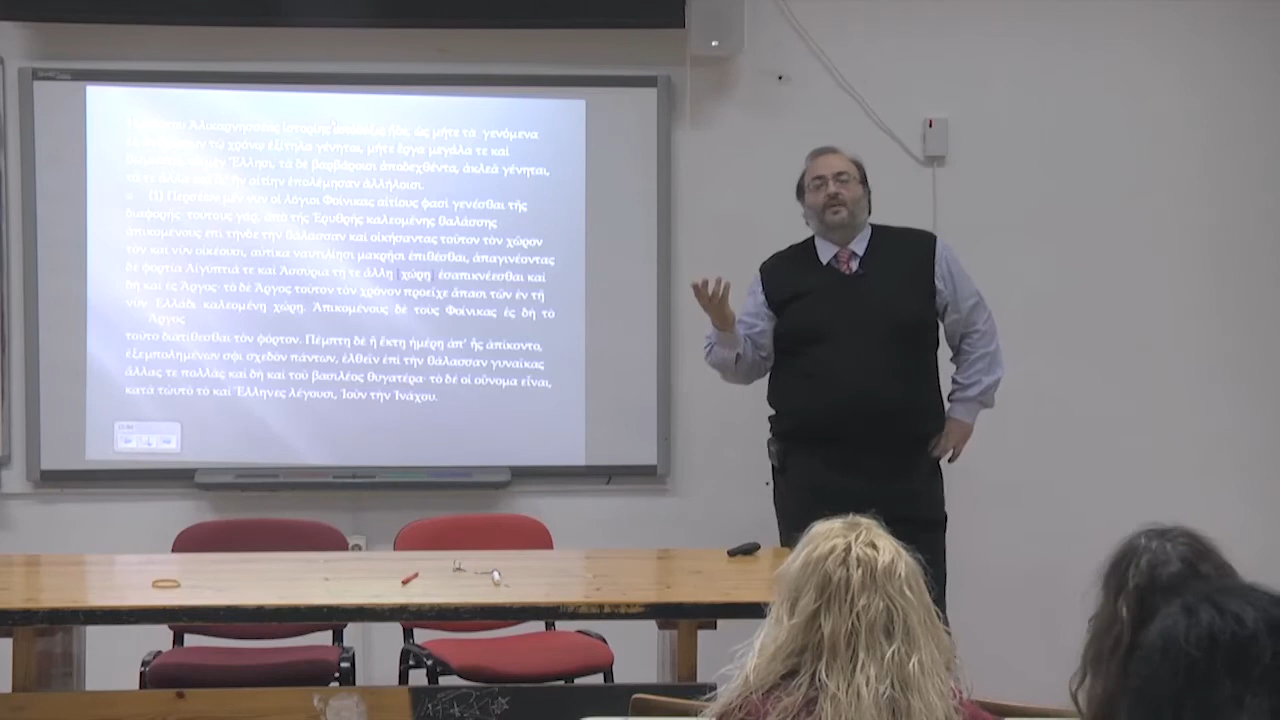 Ἁλικαρνησσέος ἱστορίης ἀπόδεξις ἥδε, ὡς μήτε τὰ γενόμενα
τῷ χρόνῳ ἐξίτηλα γένηται, μήτε ἔργα μεγάλα τε καὶ
Ἕλλησι, τὰ δὲ βαρβάροισι ἀποδεχθέντα, ἀκλεᾶ γένηται,
τά τε ἄλλα καὶ δι' ἣν αἰτίην ἐπολέμησαν ἀλλήλοισι.
(1) Περσέων μέν νυν οἱ λόγιοι Φοίνικας αἰτίους φασὶ γενέσθαι τῆς
διαφορῆς· τούτους γάρ, ἀπὸ τῆς Ἐρυθρῆς καλεομένης θαλάσσης
ἀπικομένους ἐπὶ τήνδε τὴν θάλασσαν καὶ οἰκήσαντας τοῦτον τὸν χῶρον
τὸν καὶ νῦν οἰκέουσι, αὐτίκα ναυτιλίῃσι μακρῇσι ἐπιθέσθαι, ἀπαγινέοντας
δὲ φορτία Αἰγύπτιά τε καὶ Ἀσσύρια τῇ τε ἄλλῃ χώρῃ ἐσαπικνέεσθαι καὶ
δὴ καὶ ἐς Ἄργος· τὸ δὲ Ἄργος τοῦτον τὸν χρόνον προεῖχε ἅπασι τῶν ἐν τῇ
νῦν Ἑλλάδι καλεομένῃ χώρῃ. Ἀπικομένους δὲ τοὺς Φοίνικας ἐς δὴ τὸ
Ἄργος
τοῦτο διατίθεσθαι τὸν φόρτον. Πέμπτῃ δὲ ἢ ἕκτῃ ἡμέρῃ ἀπ' ἧς ἀπίκοντο,
ἐξεμπολημένων σφι σχεδὸν πάντων, ἐλθεῖν ἐπὶ τὴν θάλασσαν γυναῖκας
ἄλλας τε πολλὰς καὶ δὴ καὶ τοῦ βασιλέος θυγατέρα· τὸ δέ οἱ οὔνομα εἶναι,
κατὰ τὠυτὸ τὸ καὶ Ἕλληνες λέγουσι, Ἰοῦν τὴν Ἰνάχου.